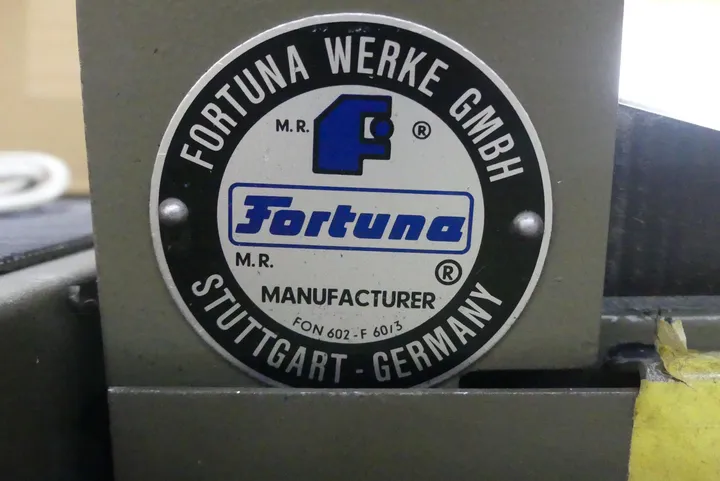 FORTUNA WERKE GMBH
M.R. F ®
Fortuna
M.R. ®
MANUFACTURER
FON 602-F 60/3
STUTTGART - GERMANY